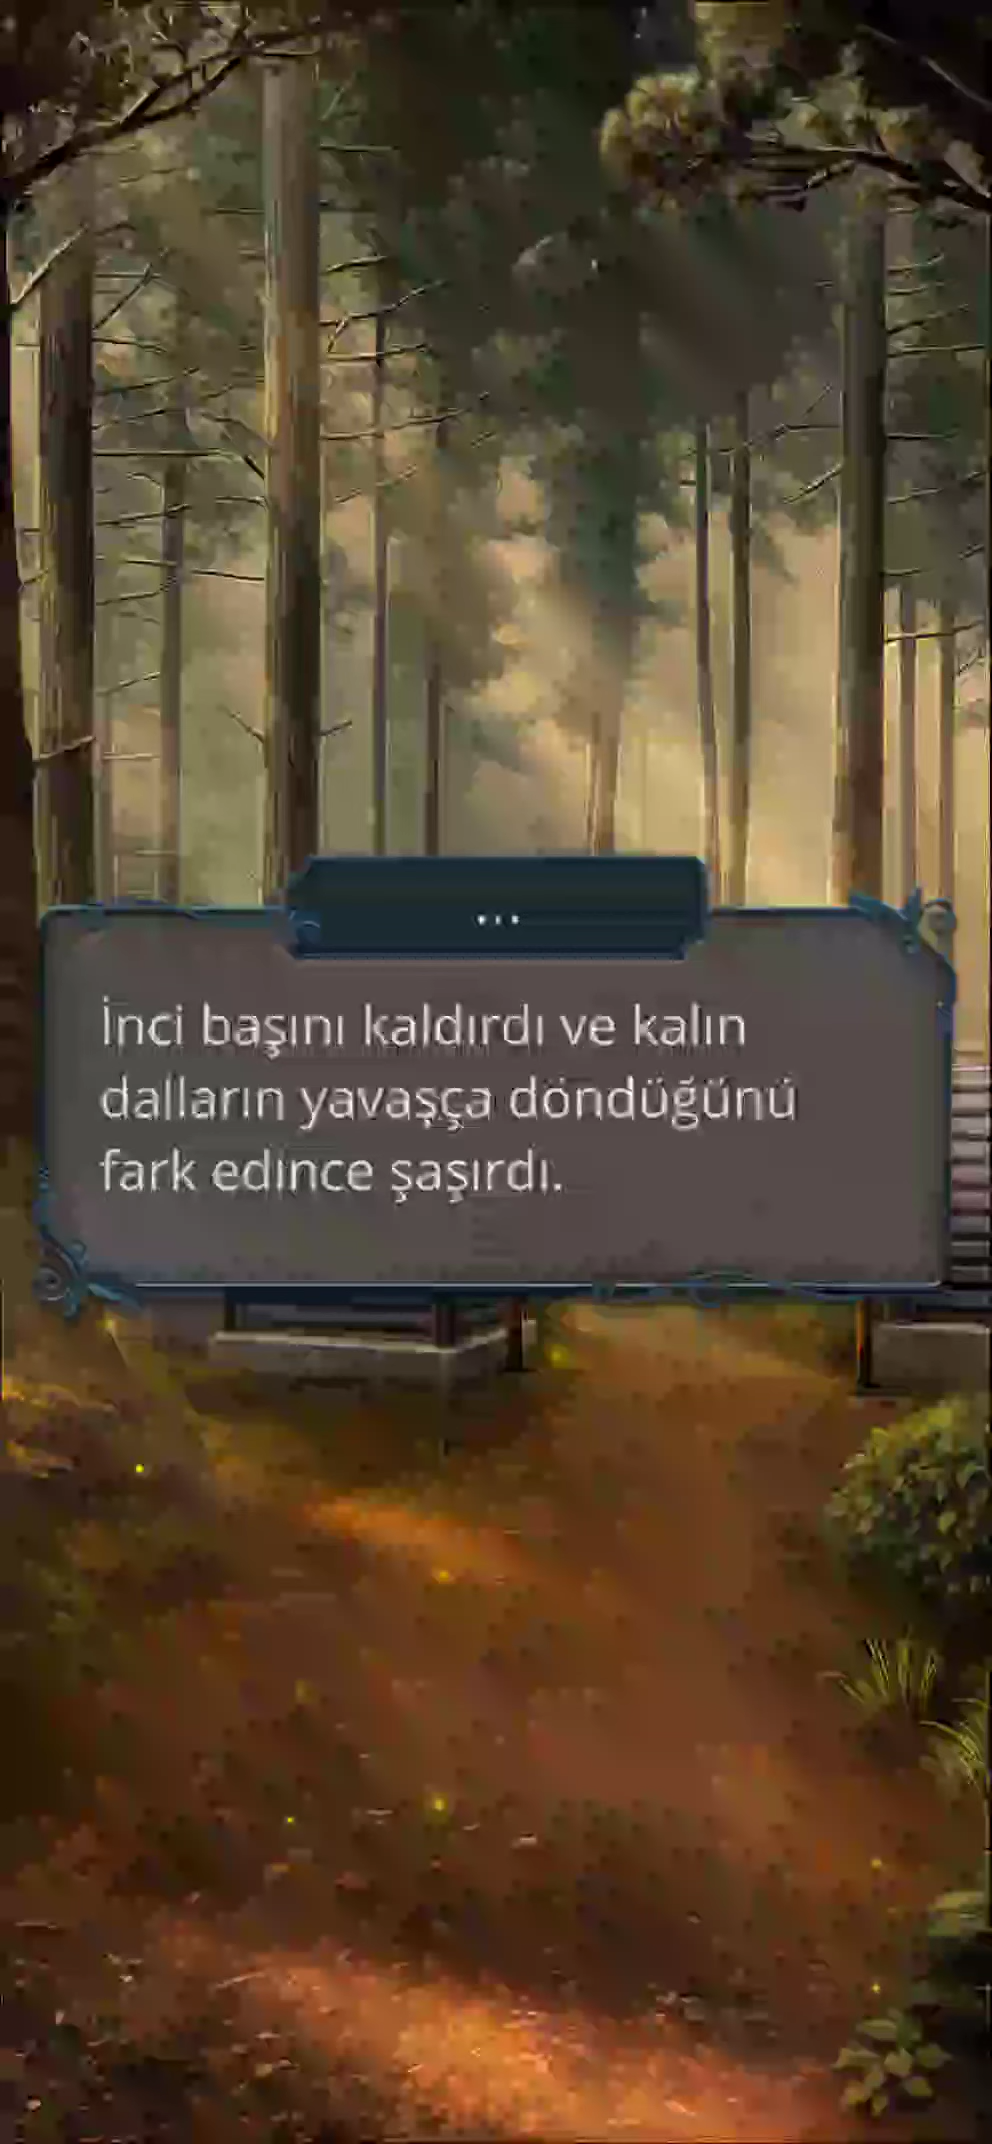 ...
İnci başını kaldırdı ve kalın
dalların yavaşça döndüğünü
fark edince şaşırdı.